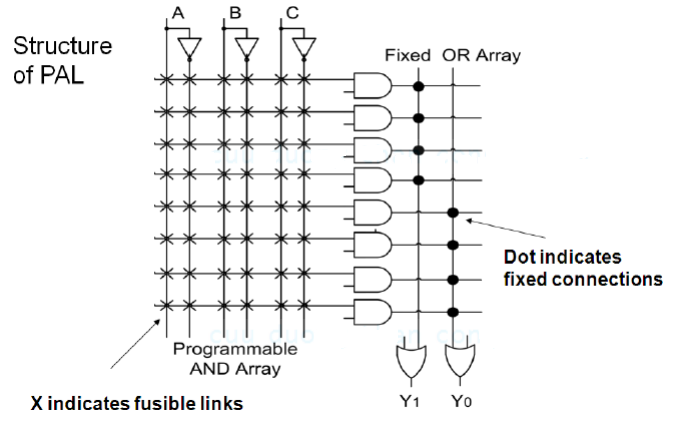 Structure
of PAL
A B C
Fixed OR Array
Dot indicates
fixed connections
Programmable
AND Array
X indicates fusible links
Y1 Y0